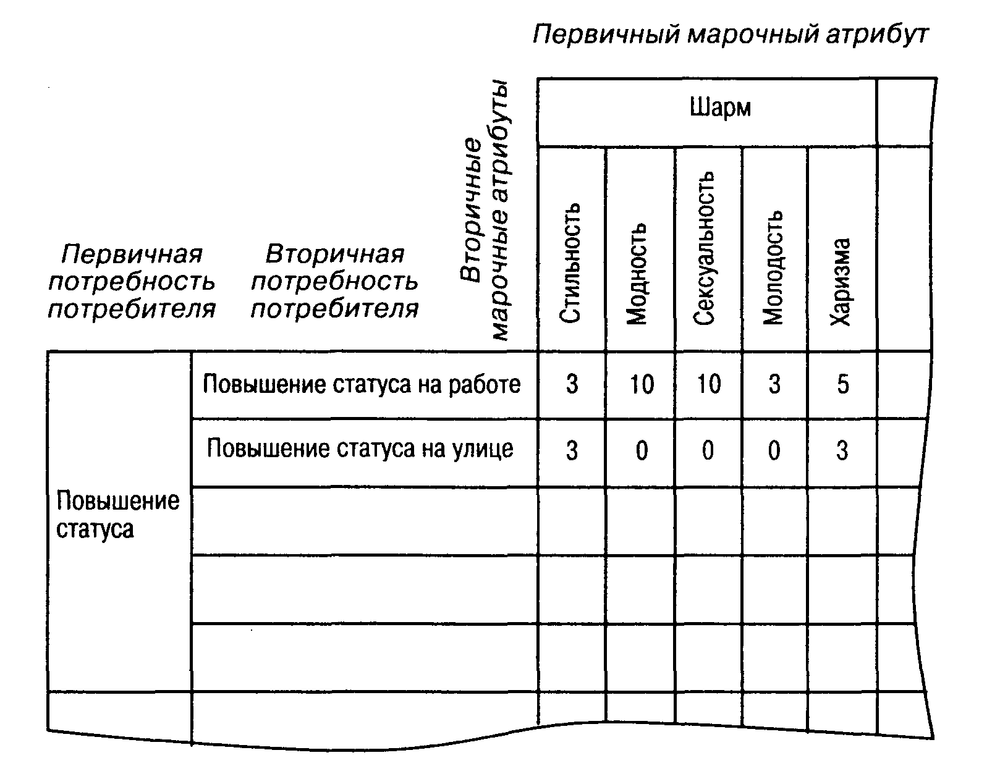 Первичный марочный атрибут
Вторичные
марочные атрибуты
Шарм
Первичная
потребность
потребителя
Вторичная
потребность
потребителя
Стильность
Модность
Сексуальность
Молодость
Харизма
Повышение статуса на работе 3 10 10 3 5
Повышение статуса на улице 3 0 0 0 3
Повышение
статуса